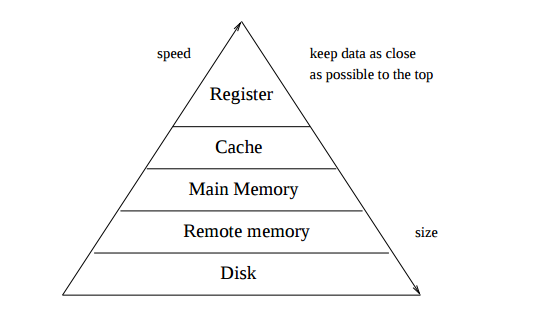 speed
keep data as close
as possible to the top
Register
Cache
Main Memory
Remote memory
size
Disk